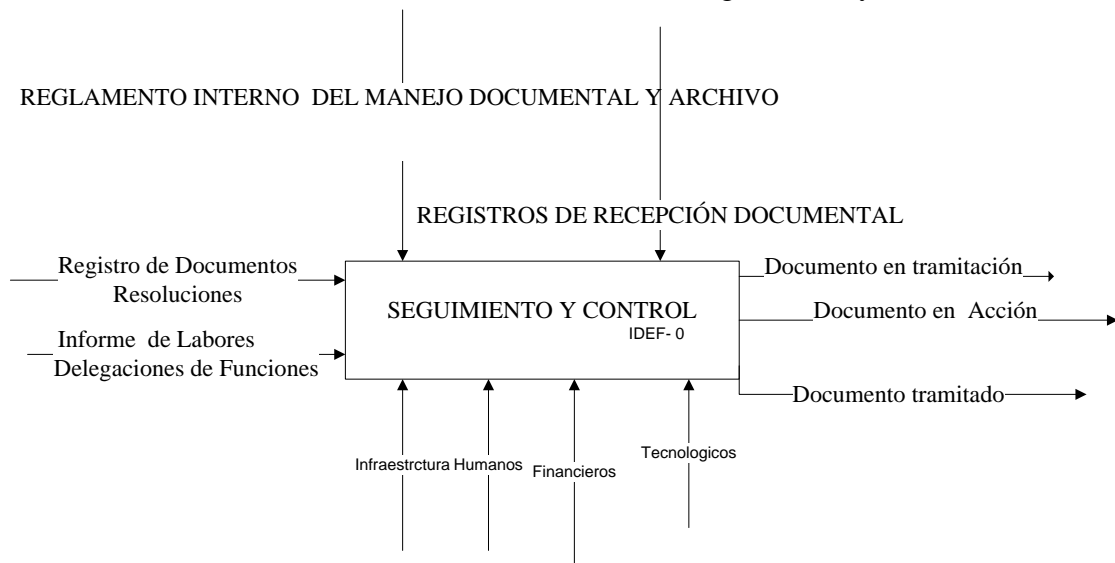 REGLAMENTO INTERNO DEL MANEJO DOCUMENTAL Y ARCHIVO
REGISTROS DE RECEPCIÓN DOCUMENTAL
Registro de Documentos
Resoluciones
Informe de Labores
Delegaciones de Funciones
SEGUIMIENTO Y CONTROL
IDEF- 0
Documento en tramitación
Documento en Acción
Documento tramitado
Infraestrctura
Humanos
Financieros
Tecnologicos